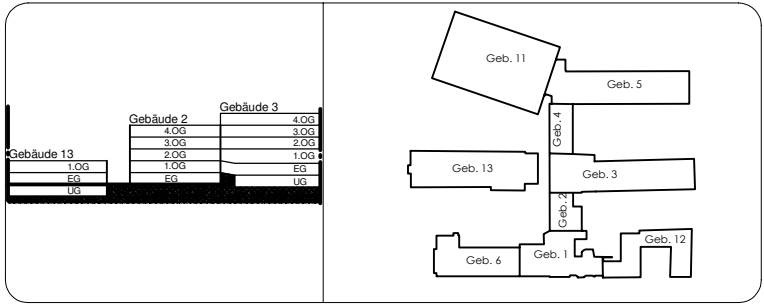 Gebäude 13
1.OG
EG
UG
Gebäude 2
4.OG
3.OG
2.OG
1.OG
EG
Gebäude 3
4.OG
3.OG
2.OG
1.OG
EG
UG
Geb. 11
Geb. 5
Geb. 4
Geb. 13
Geb. 3
Geb. 2
Geb. 1
Geb. 12
Geb. 6